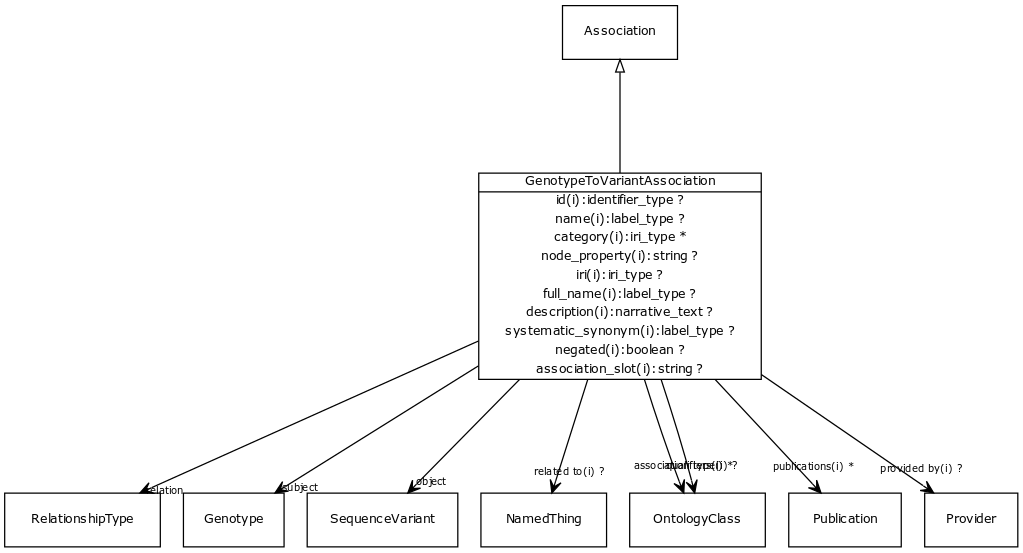 Association
GenotypeToVariantAssociation
id(i):identifier_type ?
name(i):label_type ?
category(i):iri_type *
node_property(i):string ?
iri(i):iri_type ?
full_name(i):label_type ?
description(i):narrative_text ?
systematic_synonym(i):label_type ?
negated(i):boolean ?
association_slot(i):string ?
relation
subject
object
related to(i) ?
association type(i) ?
qualifiers(i) *
publications(i) *
provided by(i) ?
RelationshipType
Genotype
SequenceVariant
NamedThing
OntologyClass
Publication
Provider